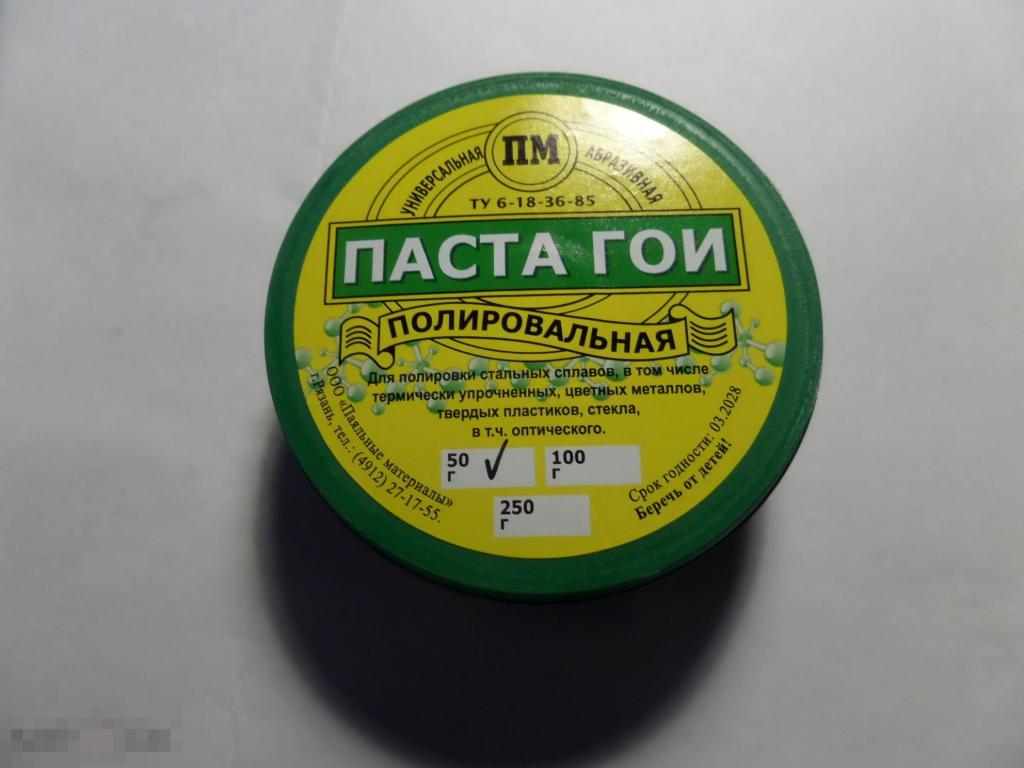 ПМ
УНИВЕРСАЛЬНАЯ АБРАЗИВНАЯ
ТУ 6-18-36-85
ПАСТА ГОИ
ПОЛИРОВАЛЬНАЯ
Для полировки стальных сплавов, в том числе
термически упрочненных, цветных металлов,
твердых пластиков, стекла,
в т.ч. оптического.
50 г
100 г
250 г
ООО «Паяльные материалы»
г.Рязань, тел.: (4912) 27-17-55.
Срок годности: 03.2028
Беречь от детей!